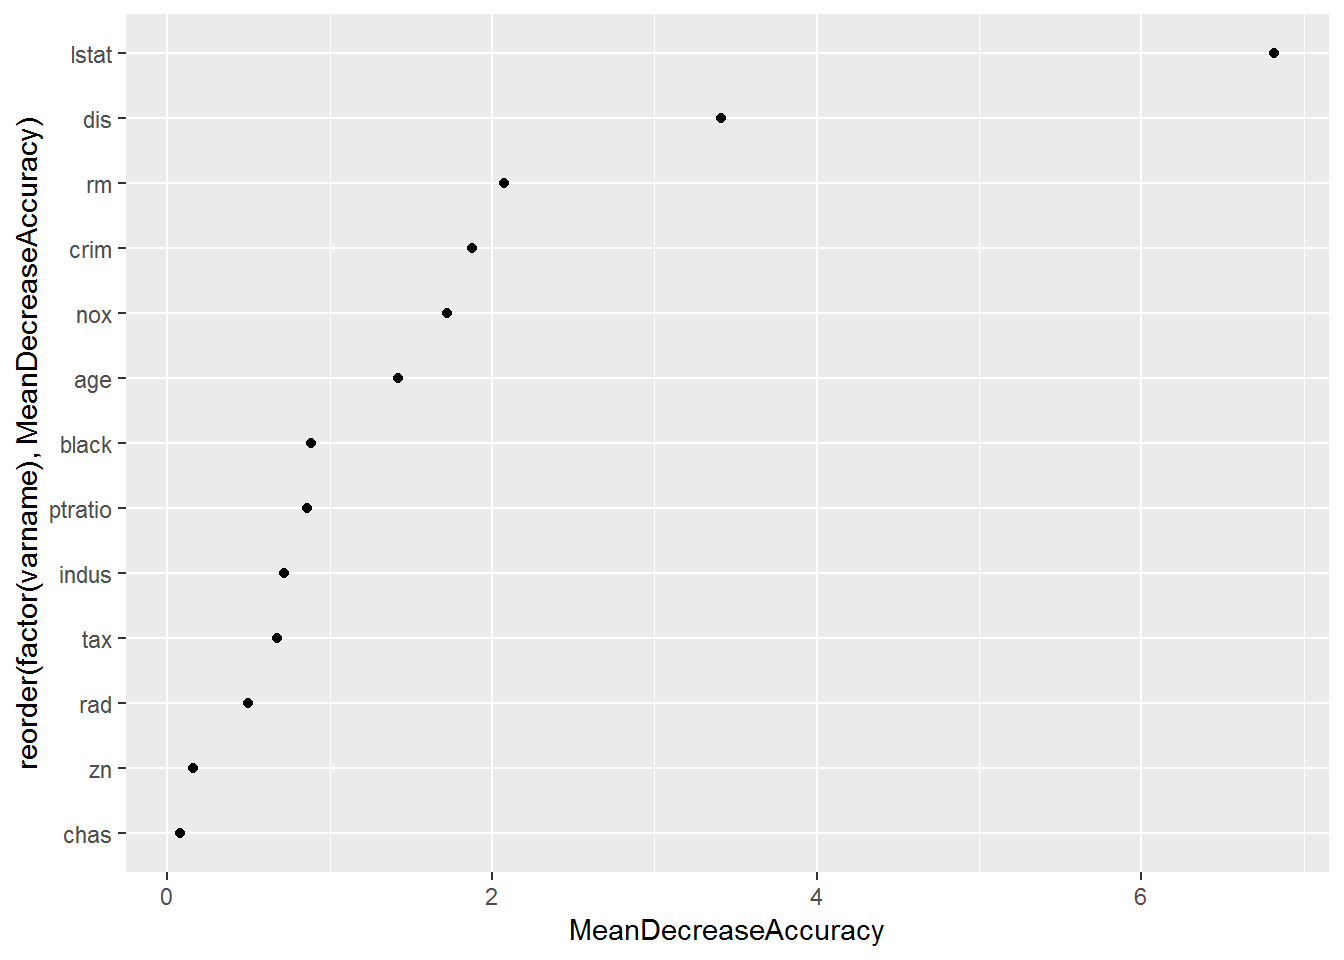 reorder(factor(varname), MeanDecreaseAccuracy)
lstat
dis
rm
crim
nox
age
black
ptratio
indus
tax
rad
zn
chas
0 2 4 6
MeanDecreaseAccuracy